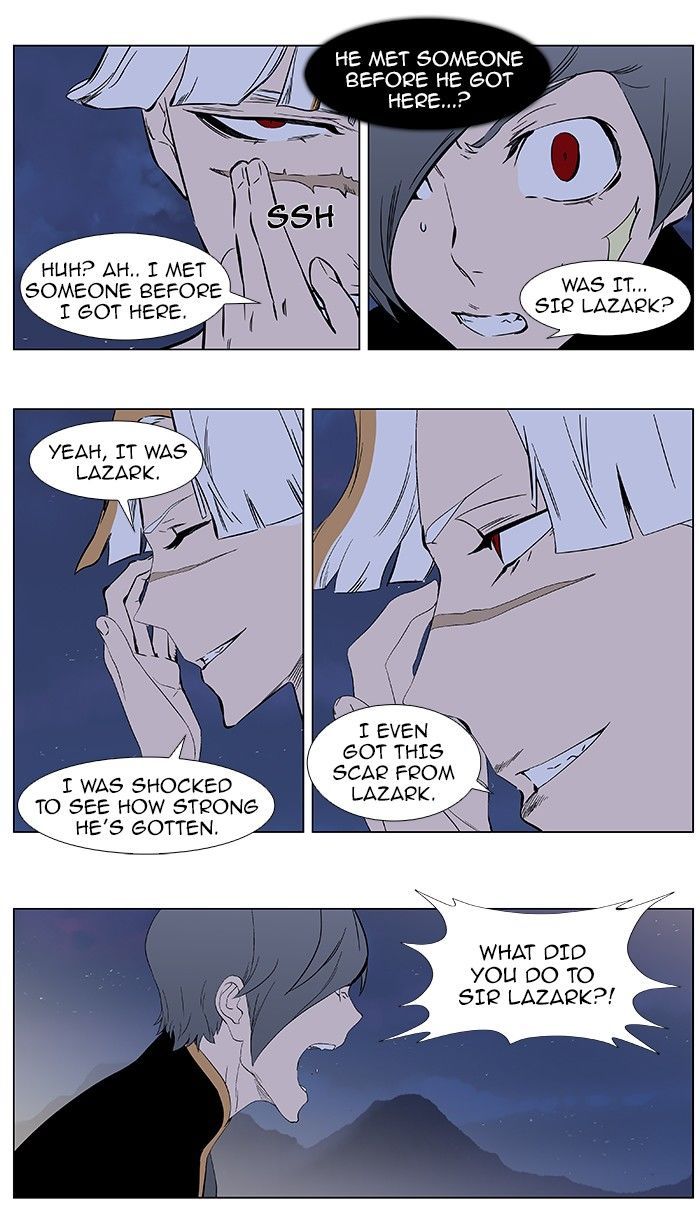 SSH
HUH? AH.. I MET
SOMEONE BEFORE
I GOT HERE.
HE MET SOMEONE
BEFORE HE GOT
HERE...?
WAS IT...
SIR LAZARK?
YEAH, IT WAS
LAZARK.
I WAS SHOCKED
TO SEE HOW STRONG
HE'S GOTTEN.
I EVEN
GOT THIS
SCAR FROM
LAZARK.
WHAT DID
YOU DO TO
SIR LAZARK?!